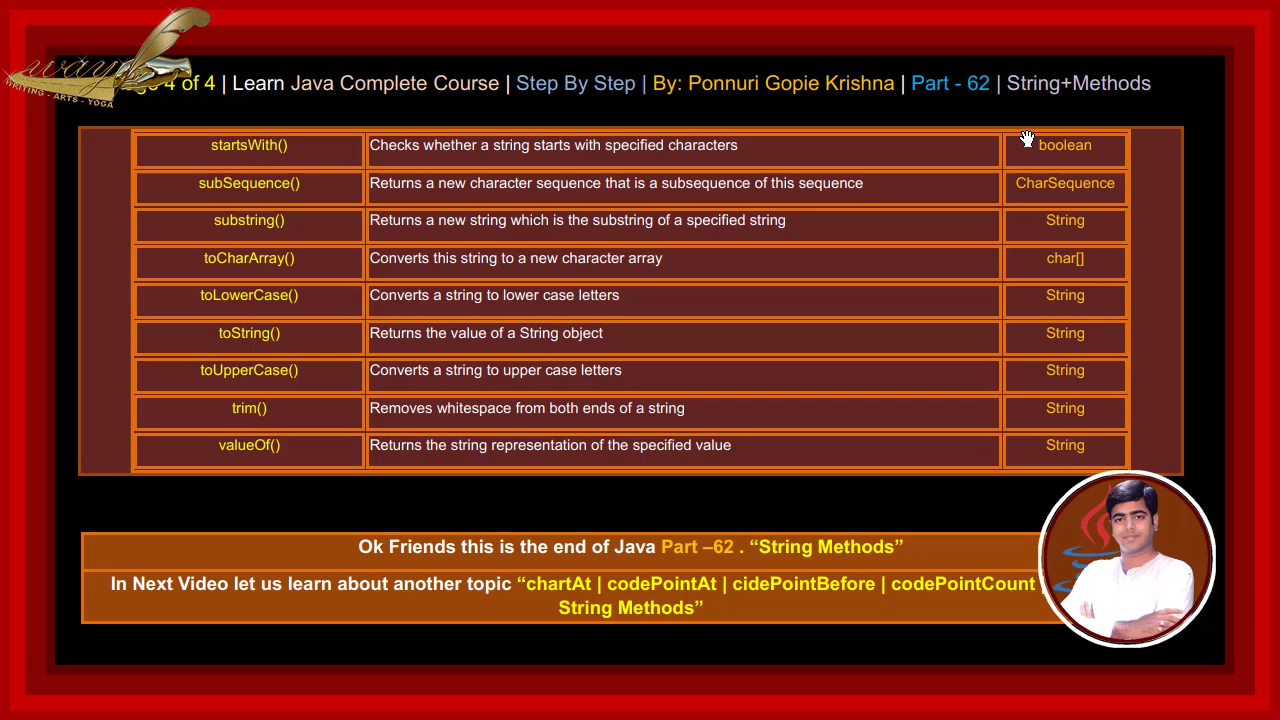 way
WRITING - ARTS - YOGA
4 of 4 | Learn Java Complete Course | Step By Step | By: Ponnuri Gopie Krishna | Part - 62 | String+Methods
startsWith() Checks whether a string starts with specified characters boolean
subSequence() Returns a new character sequence that is a subsequence of this sequence CharSequence
substring() Returns a new string which is the substring of a specified string String
toCharArray() Converts this string to a new character array char[]
toLowerCase() Converts a string to lower case letters String
toString() Returns the value of a String object String
toUpperCase() Converts a string to upper case letters String
trim() Removes whitespace from both ends of a string String
valueOf() Returns the string representation of the specified value String
Ok Friends this is the end of Java Part –62 . “String Methods”
In Next Video let us learn about another topic “chartAt | codePointAt | cidePointBefore | codePointCount |
String Methods”